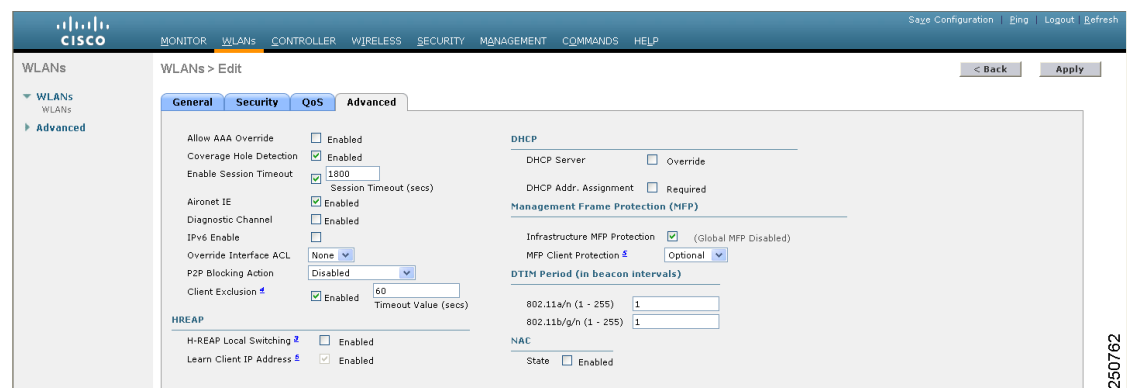 Save Configuration | Ping | Logout | Refresh
CISCO
MONITOR WLANs CONTROLLER WIRELESS SECURITY MANAGEMENT COMMANDS HELP
WLANs
WLANs
WLANs
Advanced
WLANs > Edit
< Back Apply
General Security QoS Advanced
Allow AAA Override Enabled
Coverage Hole Detection Enabled
Enable Session Timeout 1800
Session Timeout (secs)
Aironet IE Enabled
Diagnostic Channel Enabled
IPv6 Enable
Override Interface ACL None
P2P Blocking Action Disabled
Client Exclusion 4 Enabled 60
Timeout Value (secs)
HREAP
H-REAP Local Switching 2 Enabled
Learn Client IP Address 5 Enabled
DHCP
DHCP Server Override
DHCP Addr. Assignment Required
Management Frame Protection (MFP)
Infrastructure MFP Protection (Global MFP Disabled)
MFP Client Protection Optional
DTIM Period (in beacon intervals)
802.11a/n (1 - 255) 1
802.11b/g/n (1 - 255) 1
NAC
State Enabled
250762